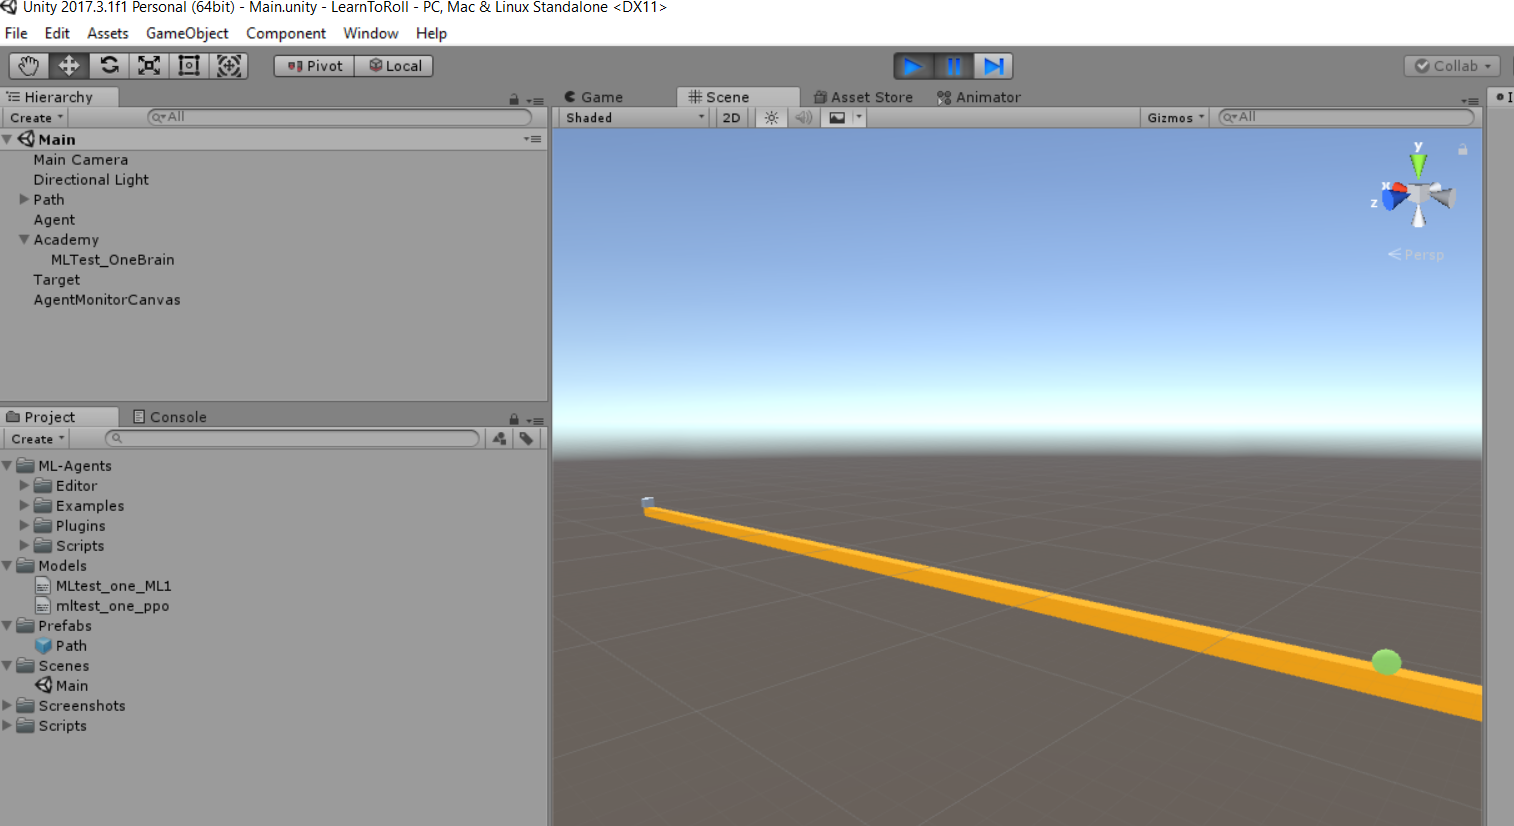 Unity 2017.3.1f1 Personal (64bit) - Main.unity - LearnToRoll - PC, Mac & Linux Standalone <DX11>
File Edit Assets GameObject Component Window Help
Pivot Local Collab
Hierarchy
Create All
Main
Main Camera
Directional Light
Path
Agent
Academy
MLTest_OneBrain
Target
AgentMonitorCanvas
Project Console
Create
ML-Agents
Editor
Examples
Plugins
Scripts
Models
MLtest_one_ML1
mltest_one_ppo
Prefabs
Path
Scenes
Main
Screenshots
Scripts
Game Scene Asset Store Animator
Shaded 2D Gizmos All
y
x
z
Persp